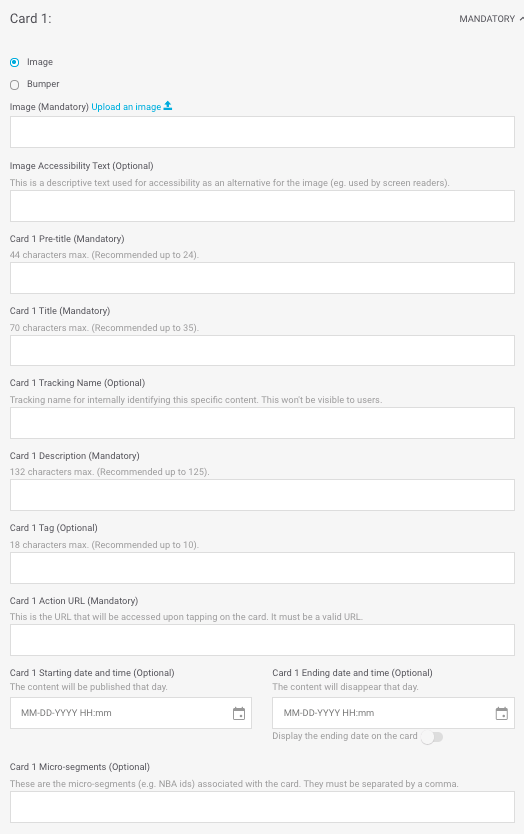 Card 1:
MANDATORY
Image
Bumper
Image (Mandatory) Upload an image
Image Accessibility Text (Optional)
This is a descriptive text used for accessibility as an alternative for the image (eg. used by screen readers).
Card 1 Pre-title (Mandatory)
44 characters max. (Recommended up to 24).
Card 1 Title (Mandatory)
70 characters max. (Recommended up to 35).
Card 1 Tracking Name (Optional)
Tracking name for internally identifying this specific content. This won't be visible to users.
Card 1 Description (Mandatory)
132 characters max. (Recommended up to 125).
Card 1 Tag (Optional)
18 characters max. (Recommended up to 10).
Card 1 Action URL (Mandatory)
This is the URL that will be accessed upon tapping on the card. It must be a valid URL.
Card 1 Starting date and time (Optional)
The content will be published that day.
MM-DD-YYYY HH:mm
Card 1 Ending date and time (Optional)
The content will disappear that day.
MM-DD-YYYY HH:mm
Display the ending date on the card
Card 1 Micro-segments (Optional)
These are the micro-segments (e.g. NBA ids) associated with the card. They must be separated by a comma.